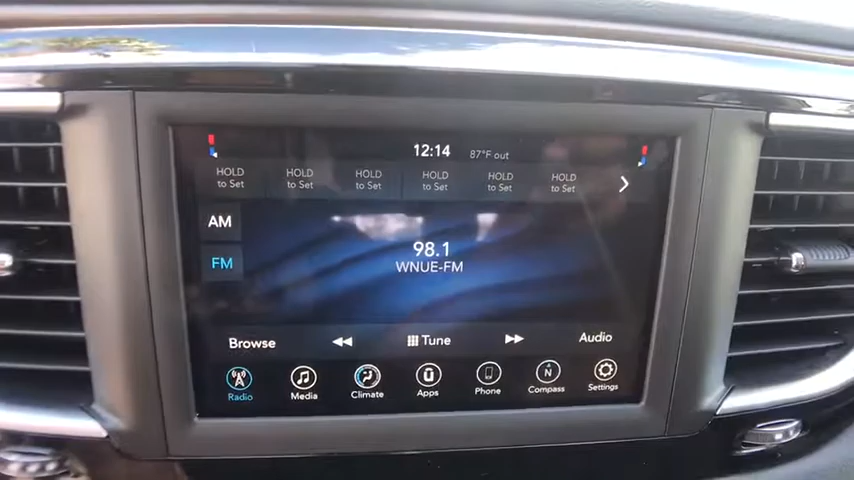 12:14 87°F out
HOLD to Set HOLD to Set HOLD to Set HOLD to Set HOLD to Set HOLD to Set
AM
98.1
FM
WNUE-FM
Browse Tune Audio
N
Radio Media Climate Apps Phone Compass Settings